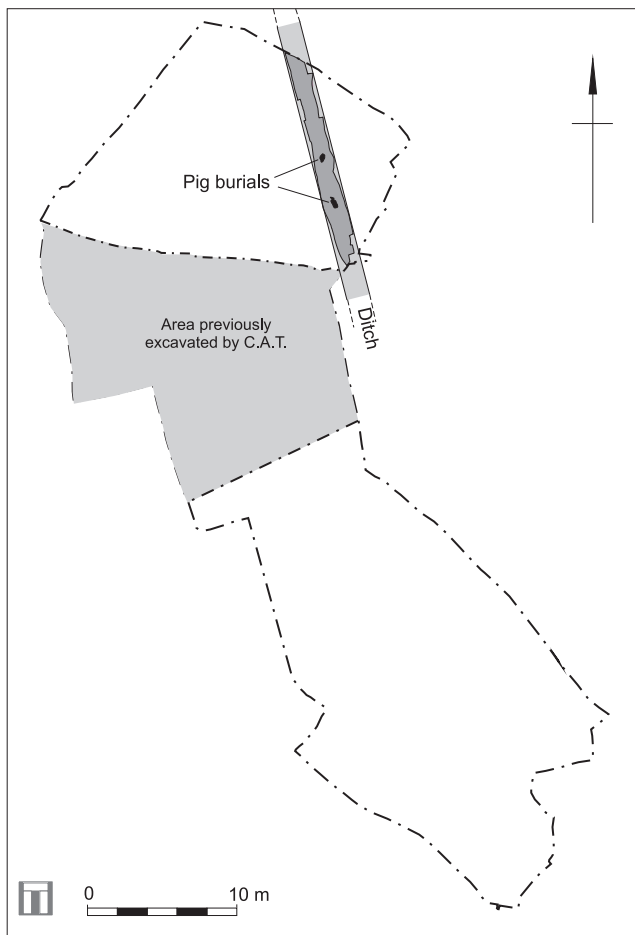 Pig burials
Ditch
Area previously
excavated by C.A.T.
0 10 m